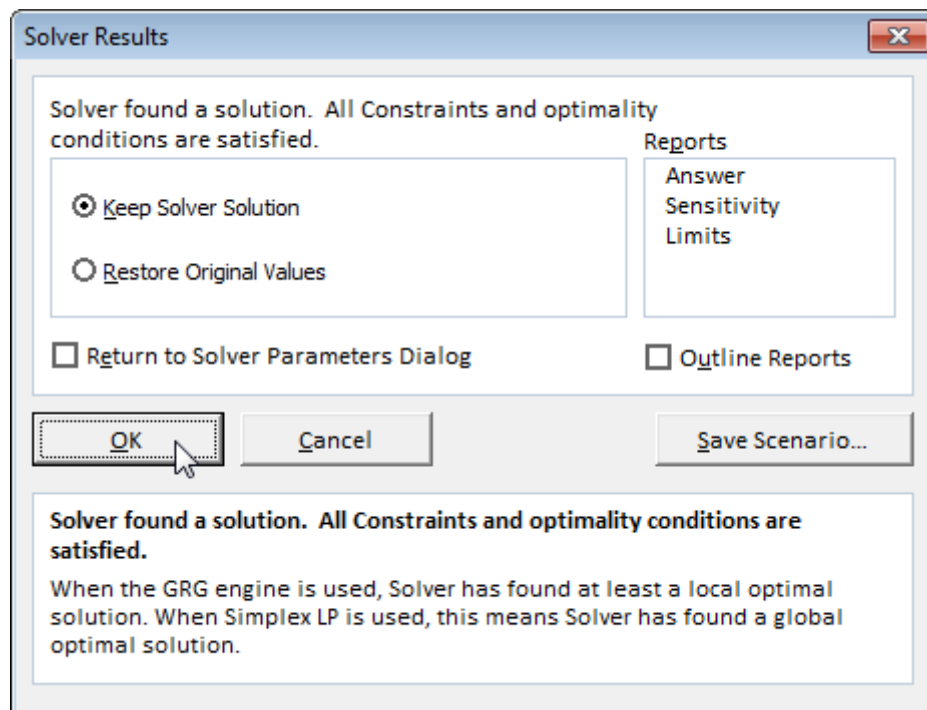 Solver Results
Solver found a solution.  All Constraints and optimality
conditions are satisfied.
Reports
Answer
Sensitivity
Limits
Keep Solver Solution
Restore Original Values
Return to Solver Parameters Dialog
Outline Reports
OK
Cancel
Save Scenario...
Solver found a solution.  All Constraints and optimality conditions are
satisfied.
When the GRG engine is used, Solver has found at least a local optimal
solution. When Simplex LP is used, this means Solver has found a global
optimal solution.